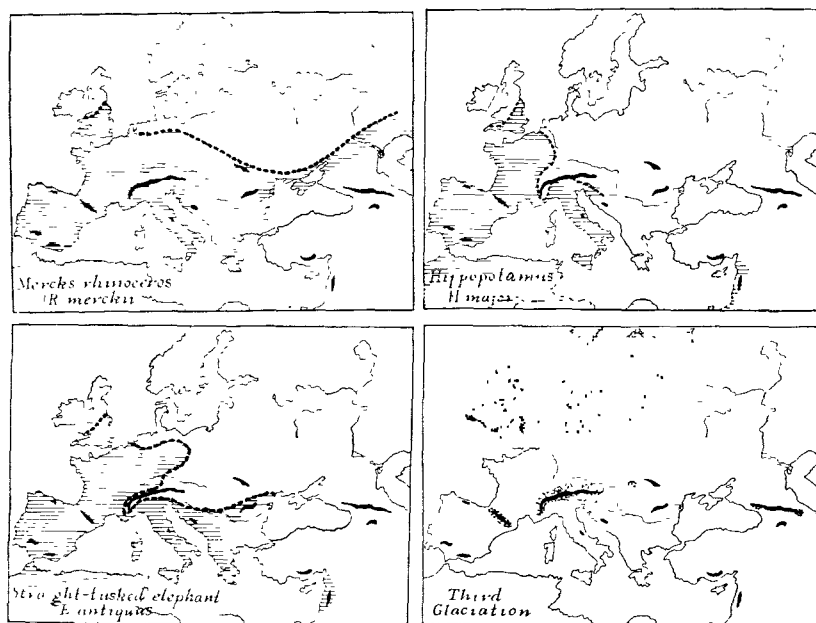 Mercks rhinoceros
R merckii
Hippopotamus
H major
Straight-tusked elephant
E antiquus
Third
Glaciation